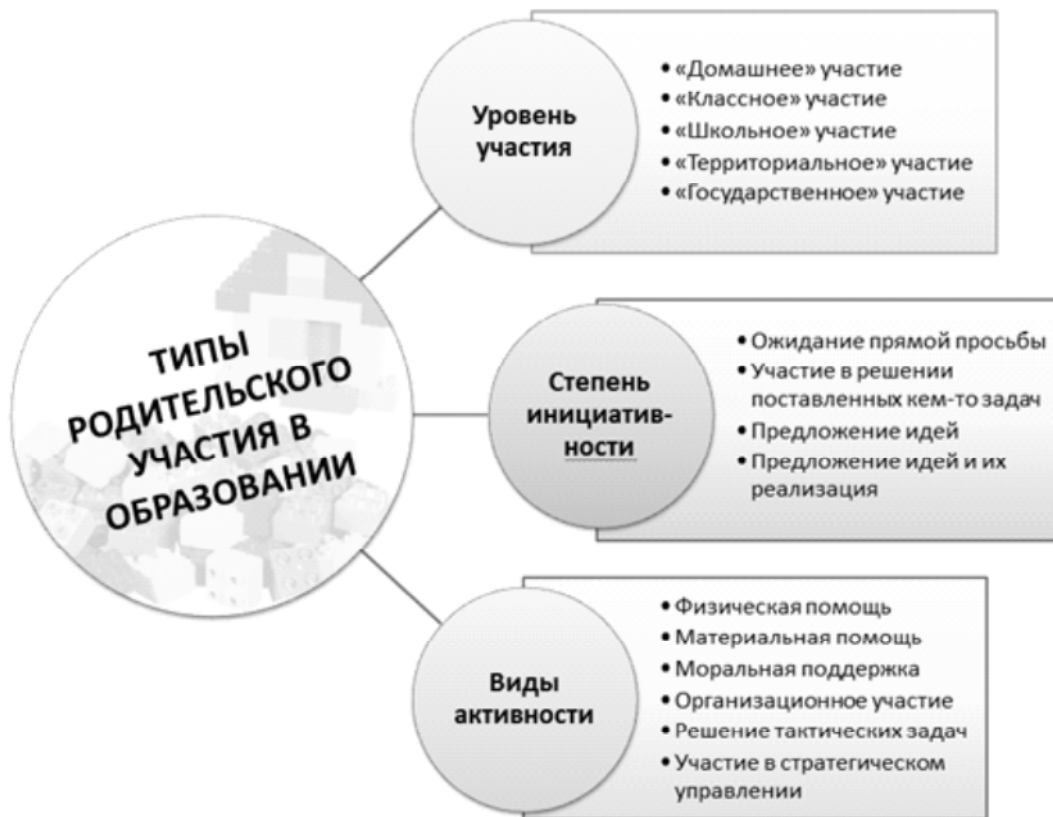 ТИПЫ
РОДИТЕЛЬСКОГО
УЧАСТИЯ В
ОБРАЗОВАНИИ
Уровень
участия
• «Домашнее» участие
• «Классное» участие
• «Школьное» участие
• «Территориальное» участие
• «Государственное» участие
Степень
инициатив-
ности
• Ожидание прямой просьбы
• Участие в решении
поставленных кем-то задач
• Предложение идей
• Предложение идей и их
реализация
Виды
активности
• Физическая помощь
• Материальная помощь
• Моральная поддержка
• Организационное участие
• Решение тактических задач
• Участие в стратегическом
управлении